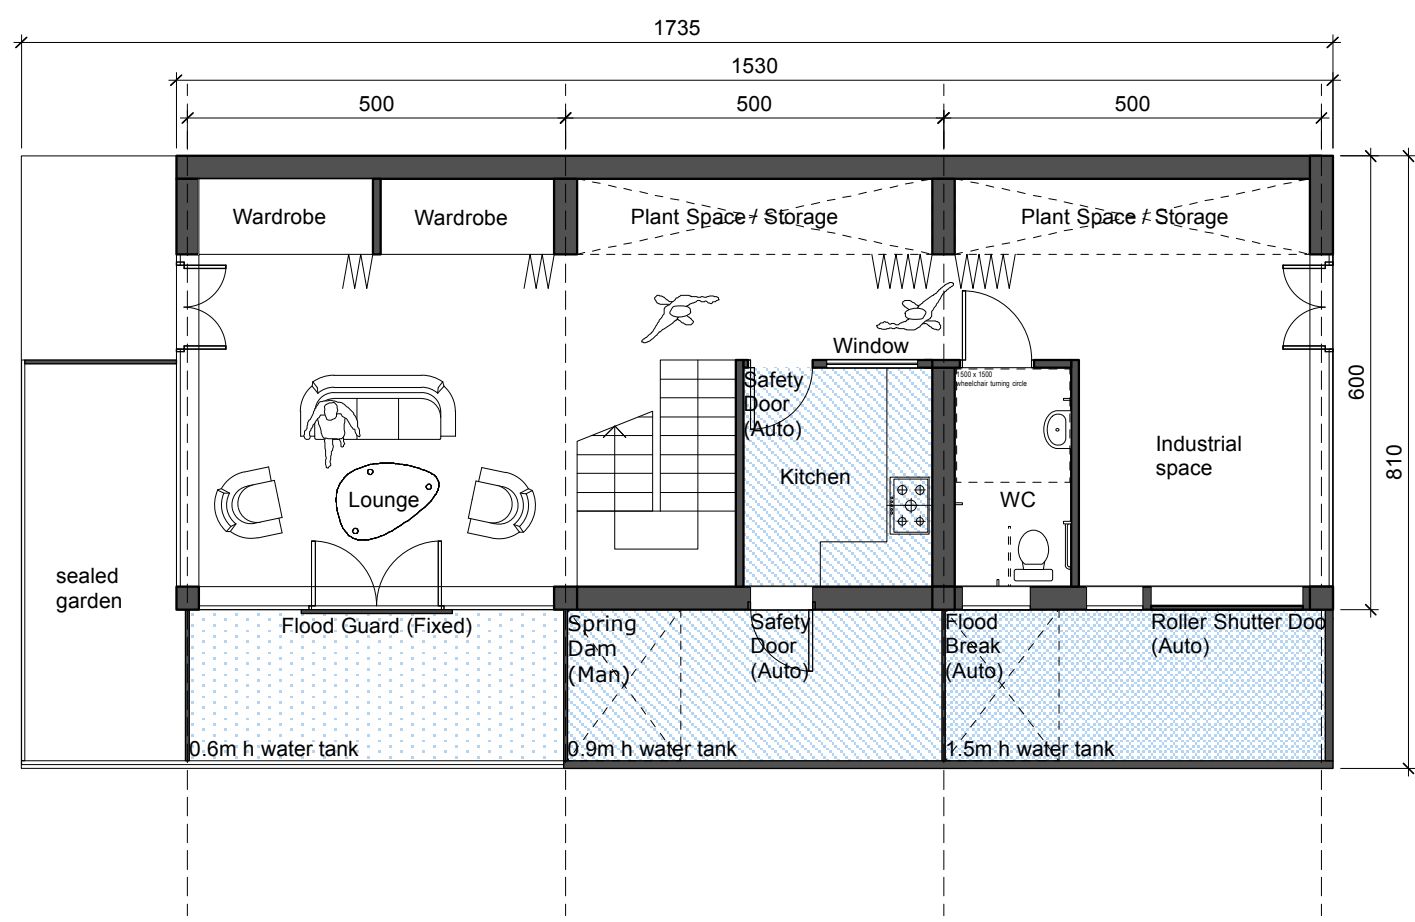 1735
1530
500
500
500
Wardrobe
Wardrobe
Plant Space / Storage
Plant Space / Storage
Window
Safety
Door
(Auto)
1500 x 1500
wheelchair turning circle
600
810
Industrial
space
Kitchen
Lounge
WC
sealed
garden
Flood Guard (Fixed)
Spring
Dam
(Man)
Safety
Door
(Auto)
Flood
Break
(Auto)
Roller Shutter Doo
(Auto)
0.6m h water tank
0.9m h water tank
1.5m h water tank